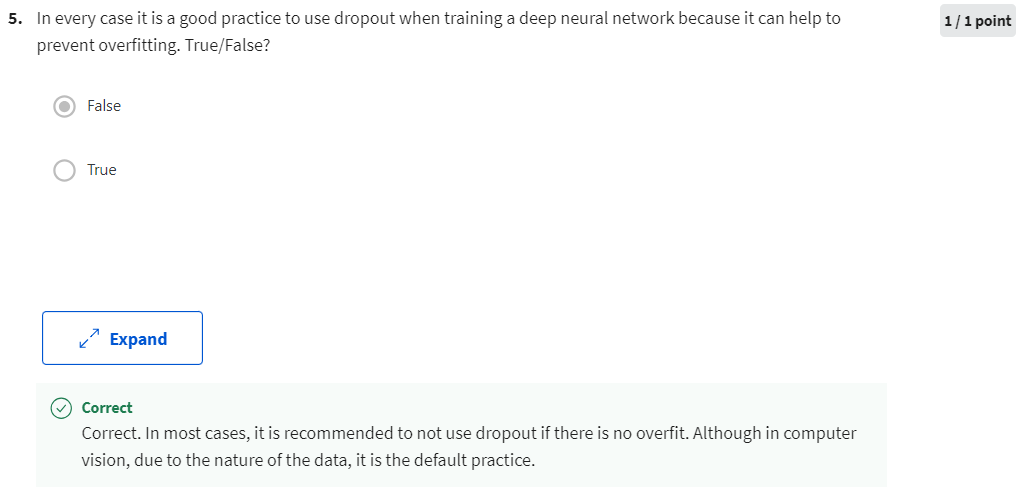 5. In every case it is a good practice to use dropout when training a deep neural network because it can help to
1 / 1 point
prevent overfitting. True/False?
False
True
Expand
Correct
Correct. In most cases, it is recommended to not use dropout if there is no overfit. Although in computer
vision, due to the nature of the data, it is the default practice.